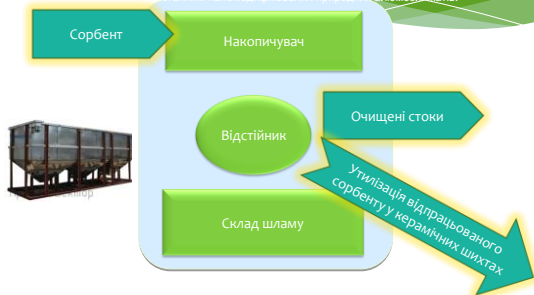 Сорбент
Накопичувач
Відстійник
Очищені стоки
Утилізація відпрацьованого
сорбенту у керамічних шихтах
Склад шламу